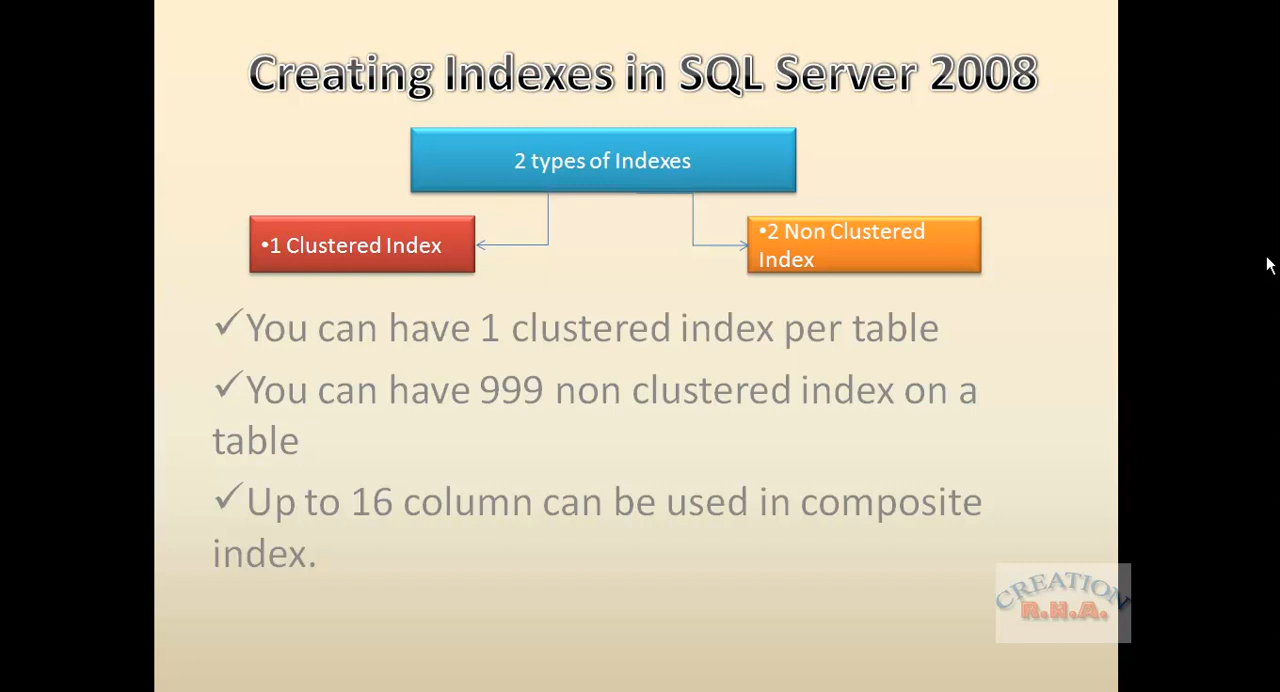 Creating Indexes in SQL Server 2008
2 types of Indexes
•1 Clustered Index
•2 Non Clustered
Index
✓You can have 1 clustered index per table
✓You can have 999 non clustered index on a
table
✓Up to 16 column can be used in composite
index.
CREATION
R.N.A.